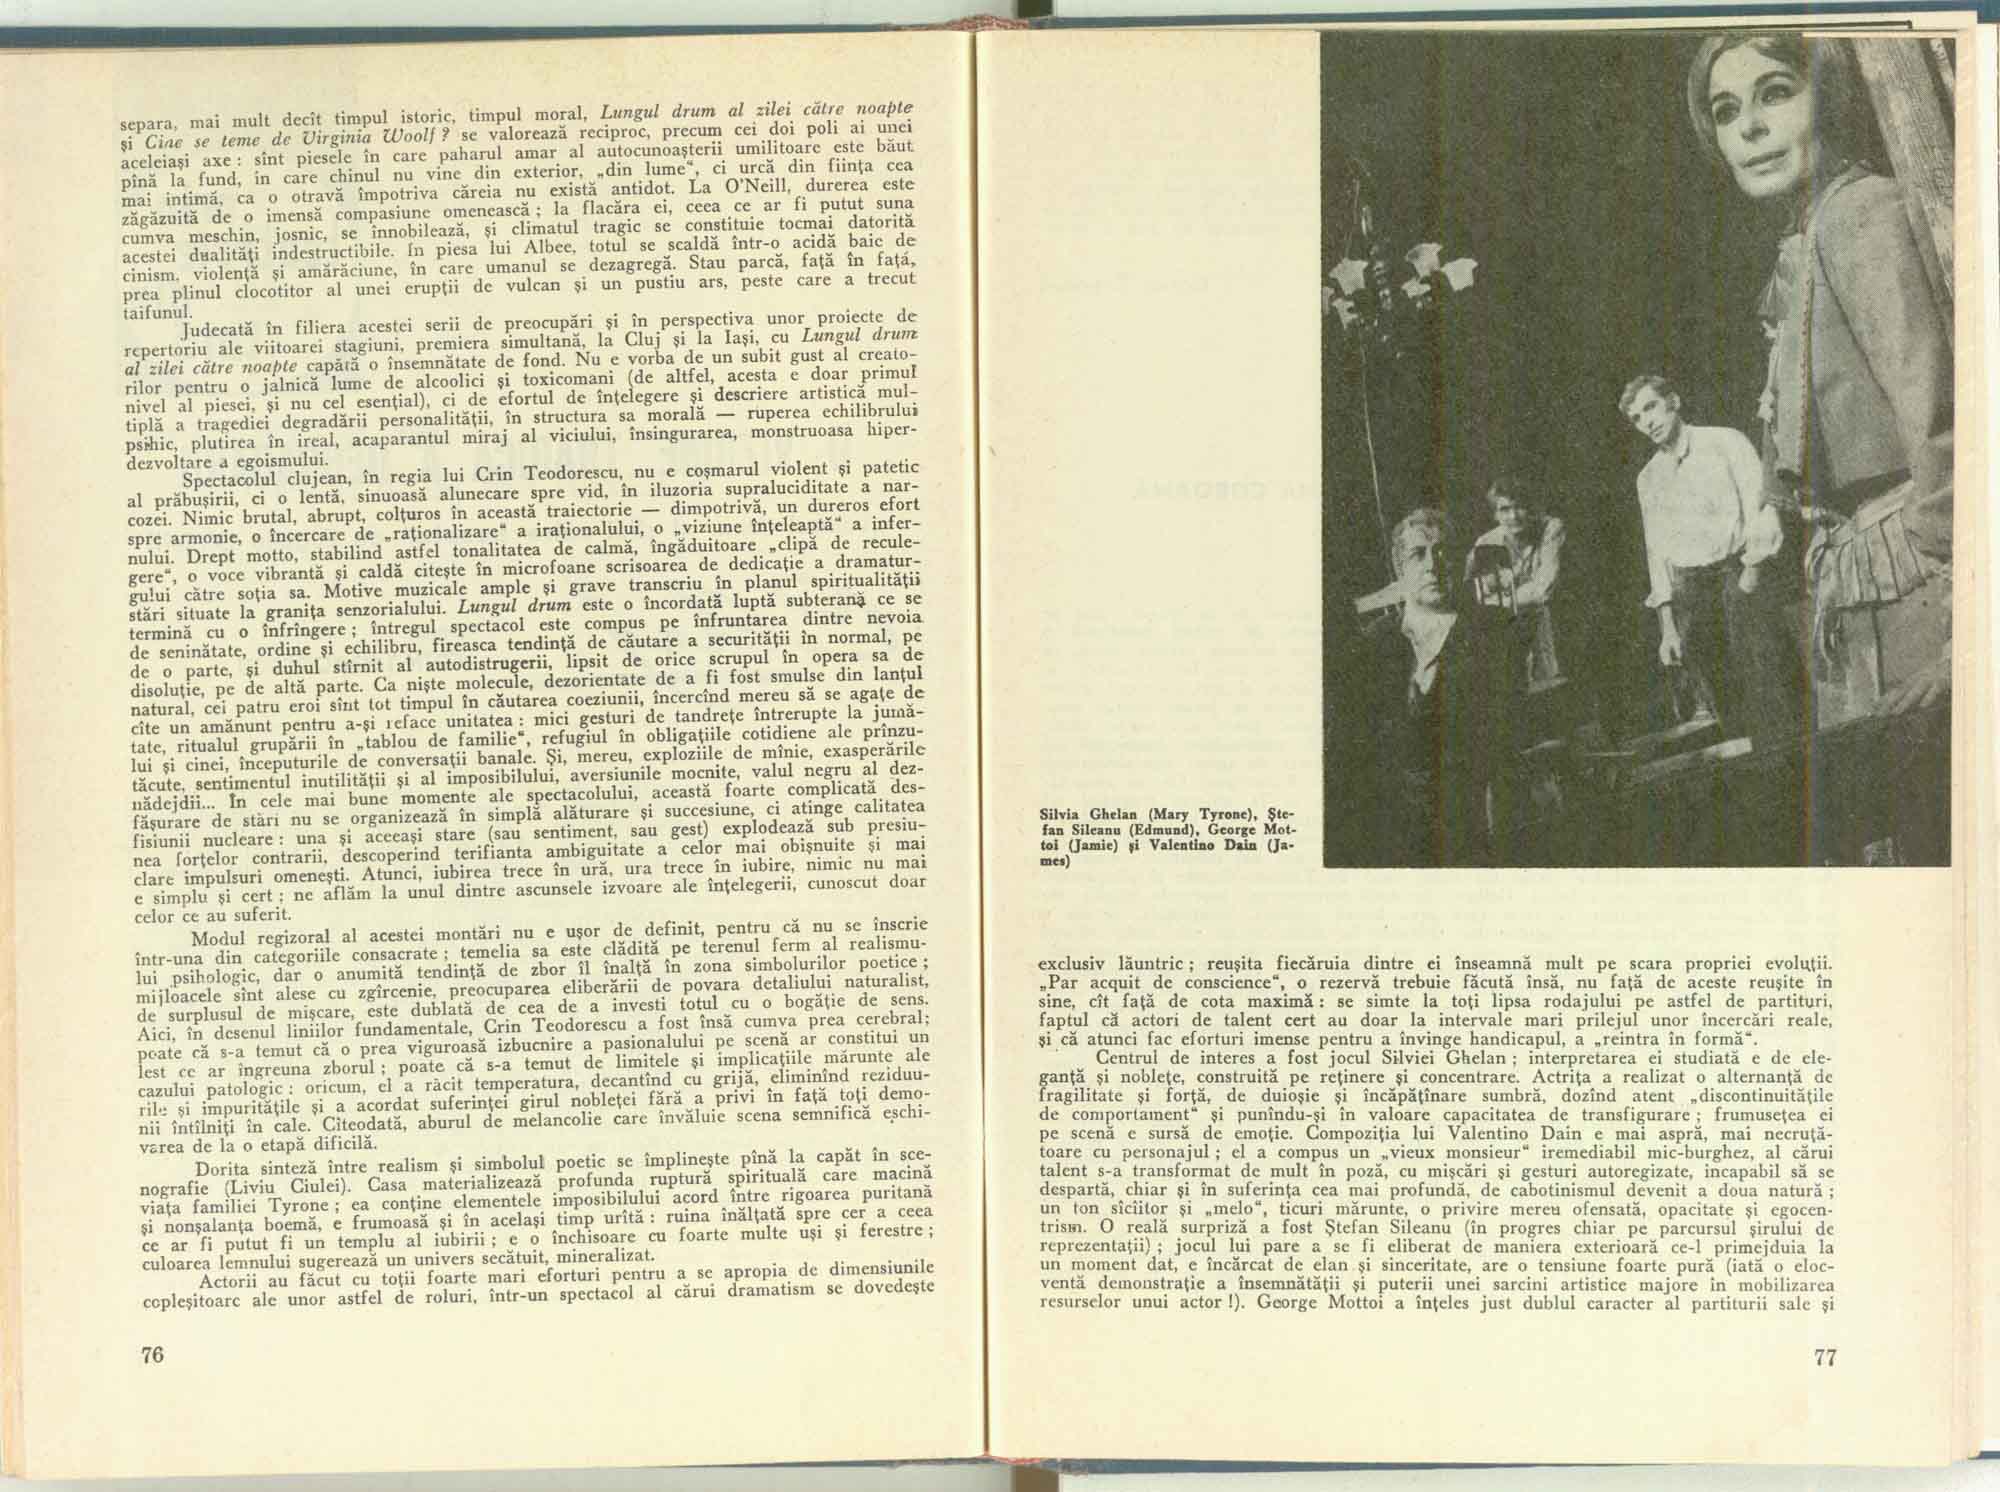 separa, mai mult decît timpul istoric, timpul moral, Lungul drum al zilei către noapte
și Cine se teme de Virginia Woolf ? se valorează reciproc, precum cei doi poli ai unei
aceleiași axe : sînt piesele în care paharul amar al autocunoașterii umilitoare este băut
pînă la fund, în care chinul nu vine din exterior, „din lume“, ci urcă din ființa cea
mai intimă, ca o otravă împotriva căreia nu există antidot. La O'Neill, durerea este
zăgăzuită de o imensă compasiune omenească ; la flacăra ei, ceea ce ar fi putut suna
cumva meschin, josnic, se înnobilează, și climatul tragic se constituie tocmai datorită
acestei dualități indestructibile. În piesa lui Albee, totul se scaldă într-o acidă baie de
cinism, violență și amărăciune, în care umanul se dezagregă. Stau parcă, față în față,
prea plinul clocotitor al unei erupții de vulcan și un pustiu ars, peste care a trecut
taifunul.
Judecată în filiera acestei serii de preocupări și în perspectiva unor proiecte de
repertoriu ale viitoarei stagiuni, premiera simultană, la Cluj și la Iași, cu Lungul drum
al zilei către noapte capătă o însemnătate de fond. Nu e vorba de un subit gust al creato-
rilor pentru o jalnică lume de alcoolici și toxicomani (de altfel, acesta e doar primul
nivel al piesei, și nu cel esențial), ci de efortul de înțelegere și descriere artistică mul-
tiplă a tragediei degradării personalității, în structura sa morală — ruperea echilibrului
psihic, plutirea în ireal, acaparantul miraj al viciului, însingurarea, monstruoasa hiper-
dezvoltare a egoismului.
Spectacolul clujean, în regia lui Crin Teodorescu, nu e coșmarul violent și patetic
al prăbușirii, ci o lentă, sinuoasă alunecare spre vid, în iluzoria supraluciditate a nar-
cozei. Nimic brutal, abrupt, colțuros în această traiectorie — dimpotrivă, un dureros efort
spre armonie, o încercare de „raționalizare“ a iraționalului, o „viziune înțeleaptă“ a infer-
nului. Drept motto, stabilind astfel tonalitatea de calmă, îngăduitoare „clipă de recule-
gere“, o voce vibrantă și caldă citește în microfoane scrisoarea de dedicație a dramatur-
gului către soția sa. Motive muzicale ample și grave transcriu în planul spiritualității
stări situate la granița senzorialului. Lungul drum este o încordată luptă subterană ce se
termină cu o înfrîngere ; întregul spectacol este compus pe înfruntarea dintre nevoia
de seninătate, ordine și echilibru, fireasca tendință de căutare a securității în normal, pe
de o parte, și duhul stîrnit al autodistrugerii, lipsit de orice scrupul în opera sa de
disoluție, pe de altă parte. Ca niște molecule, dezorientate de a fi fost smulse din lanțul
natural, cei patru eroi sînt tot timpul în căutarea coeziunii, încercînd mereu să se agațe de
cîte un amănunt pentru a-și reface unitatea : mici gesturi de tandrețe întrerupte la jumă-
tate, ritualul grupării în „tablou de familie“, refugiul în obligațiile cotidiene ale prînzu-
lui și cinei, începuturile de conversații banale. Și, mereu, exploziile de mînie, exasperările
tăcute, sentimentul inutilității și al imposibilului, aversiunile mocnite, valul negru al dez-
nădejdii... În cele mai bune momente ale spectacolului, această foarte complicată des-
fășurare de stări nu se organizează în simplă alăturare și succesiune, ci atinge calitatea
fisiunii nucleare : una și aceeași stare (sau sentiment, sau gest) explodează sub presiu-
nea forțelor contrarii, descoperind terifianta ambiguitate a celor mai obișnuite și mai
clare impulsuri omenești. Atunci, iubirea trece în ură, ura trece în iubire, nimic nu mai
e simplu și cert ; ne aflăm la unul dintre ascunsele izvoare ale înțelegerii, cunoscut doar
celor ce au suferit.
Modul regizoral al acestei montări nu e ușor de definit, pentru că nu se înscrie
într-una din categoriile consacrate ; temelia sa este clădită pe terenul ferm al realismu-
lui psihologic, dar o anumită tendință de zbor îl înalță în zona simbolurilor poetice ;
mijloacele sînt alese cu zgîrcenie, preocuparea eliberării de povara detaliului naturalist,
de surplusul de mișcare, este dublată de cea de a investi totul cu o bogăție de sens.
Aici, în desenul liniilor fundamentale, Crin Teodorescu a fost însă cumva prea cerebral;
poate că s-a temut că o prea viguroasă izbucnire a pasionalului pe scenă ar constitui un
lest ce ar îngreuna zborul ; poate că s-a temut de limitele și implicațiile mărunte ale
cazului patologic : oricum, el a răcit temperatura, decantînd cu grijă, eliminînd reziduu-
rile și impuritățile și a acordat suferinței girul nobleței fără a privi în față toți demo-
nii întîlniți în cale. Cîteodată, aburul de melancolie care învăluie scena semnifică eschi-
varea de la o etapă dificilă.
Dorita sinteză între realism și simbolul poetic se împlinește pînă la capăt în sce-
nografie (Liviu Ciulei). Casa materializează profunda ruptură spirituală care macină
viața familiei Tyrone ; ea conține elementele imposibilului acord între rigoarea puritană
și nonșalanța boemă, e frumoasă și în același timp urîtă : ruina înălțată spre cer a ceea
ce ar fi putut fi un templu al iubirii ; e o închisoare cu foarte multe uși și ferestre ;
culoarea lemnului sugerează un univers secătuit, mineralizat.
Actorii au făcut cu toții foarte mari eforturi pentru a se apropia de dimensiunile
copleșitoare ale unor astfel de roluri, într-un spectacol al cărui dramatism se dovedește
76
Silvia Ghelan (Mary Tyrone), Ște-
fan Sileanu (Edmund), George Mot-
toi (Jamie) și Valentino Dain (Ja-
mes)
exclusiv lăuntric ; reușita fiecăruia dintre ei înseamnă mult pe scara propriei evoluții.
„Par acquit de conscience“, o rezervă trebuie făcută însă, nu față de aceste reușite în
sine, cît față de cota maximă : se simte la toți lipsa rodajului pe astfel de partituri,
faptul că actori de talent cert au doar la intervale mari prilejul unor încercări reale,
și că atunci fac eforturi imense pentru a învinge handicapul, a „reintra în formă“.
Centrul de interes a fost jocul Silviei Ghelan ; interpretarea ei studiată e de ele-
ganță și noblețe, construită pe reținere și concentrare. Actrița a realizat o alternanță de
fragilitate și forță, de duioșie și încăpățînare sumbră, dozînd atent „discontinuitățile
de comportament“ și punîndu-și în valoare capacitatea de transfigurare ; frumusețea ei
pe scenă e sursă de emoție. Compoziția lui Valentino Dain e mai aspră, mai necruță-
toare cu personajul ; el a compus un „vieux monsieur“ iremediabil mic-burghez, al cărui
talent s-a transformat de mult în poză, cu mișcări și gesturi autoregizate, incapabil să se
despartă, chiar și în suferința cea mai profundă, de cabotinismul devenit a doua natură ;
un ton sîcîitor și „melo“, ticuri mărunte, o privire mereu ofensată, opacitate și egocen-
trism. O reală surpriză a fost Ștefan Sileanu (în progres chiar pe parcursul șirului de
reprezentații) ; jocul lui pare a se fi eliberat de maniera exterioară ce-l primejduia la
un moment dat, e încărcat de elan și sinceritate, are o tensiune foarte pură (iată o eloc-
ventă demonstrație a însemnătății și puterii unei sarcini artistice majore în mobilizarea
resurselor unui actor !). George Mottoi a înțeles just dublul caracter al partiturii sale și
77